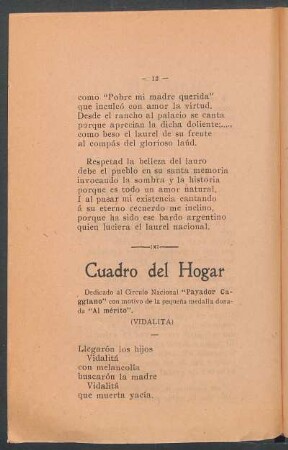 — 12 —
como "Pobre mi madre querida"
que inculcó con amor la virtud.
Desde el rancho al palacio se canta
porque aprecian la dicha doliente;.....
como beso el laurel de su frente
al compás del glorioso laúd.
Respetad la belleza del lauro
debe el pueblo en su santa memoria
invocando la sombra y la historia
porque es todo un amor natural.
I al pasar mi existencia cantando
á su eterno recuerdo me inclino,
porque ha sido ese bardo argentino
quien luciera el laurel nacional.
Cuadro del Hogar
Dedicado al Círculo Nacional "Payador Ca-
ggiano" con motivo de la pequeña medalla dona-
da "Al mérito".
(VIDALITÁ)
Llegarón los hijos
Vidalitá
con melancolía
buscarón la madre
Vidalitá
que muerta yacía.